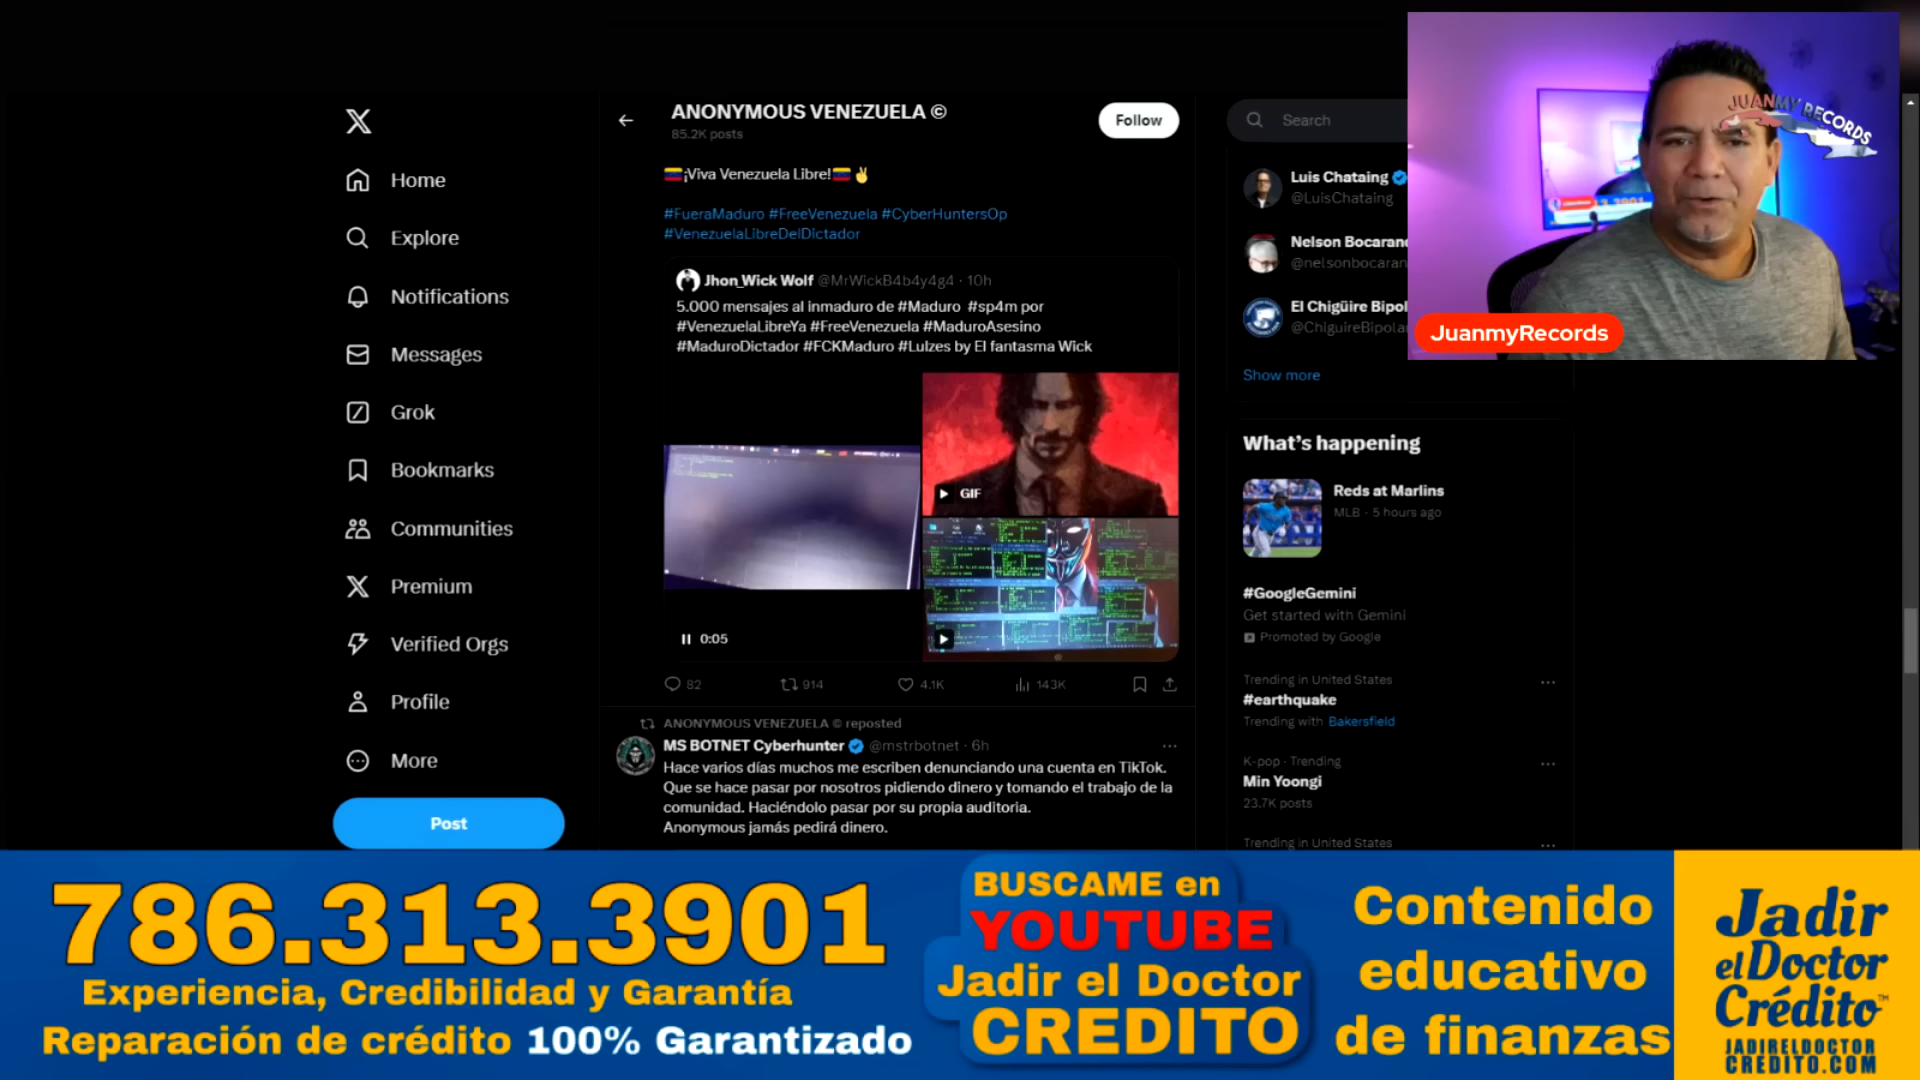 Home
Explore
Notifications
Messages
Grok
Bookmarks
Communities
Premium
Verified Orgs
Profile
More
Post
ANONYMOUS VENEZUELA ©
85.2K posts
Follow
🇻🇪¡Viva Venezuela Libre!🇻🇪✌
#FueraMaduro #FreeVenezuela #CyberHuntersOp
#VenezuelaLibreDelDictador
Jhon_Wick Wolf @MrWickB4b4y4g4 · 10h
5.000 mensajes al inmaduro de #Maduro #sp4m por
#VenezuelaLibreYa #FreeVenezuela #MaduroAsesino
#MaduroDictador #FCKMaduro #Lulzes by El fantasma Wick
GIF
0:05
82
914
4.1K
143K
ANONYMOUS VENEZUELA © reposted
MS BOTNET Cyberhunter @mstrbotnet · 6h
Hace varios días muchos me escriben denunciando una cuenta en TikTok.
Que se hace pasar por nosotros pidiendo dinero y tomando el trabajo de la
comunidad. Haciéndolo pasar por su propia auditoria.
Anonymous jamás pedirá dinero.
Search
Luis Chataing
@LuisChataing
Nelson Bocaran
@nelsonbocaran
El Chigüire Bipol
@ChiguireBipola
Show more
What's happening
Reds at Marlins
MLB · 5 hours ago
#GoogleGemini
Get started with Gemini
Promoted by Google
Trending in United States
#earthquake
Trending with Bakersfield
K-pop · Trending
Min Yoongi
23.7K posts
Trending in United States
JUANMY RECORDS
JuanmyRecords
786.313.3901
Experiencia, Credibilidad y Garantía
Reparación de crédito 100% Garantizado
BUSCAME en
YOUTUBE
Jadir el Doctor
CREDITO
Contenido
educativo
de finanzas
Jadir
el Doctor
Crédito™
JADIRELDOCTOR
CREDITO.COM